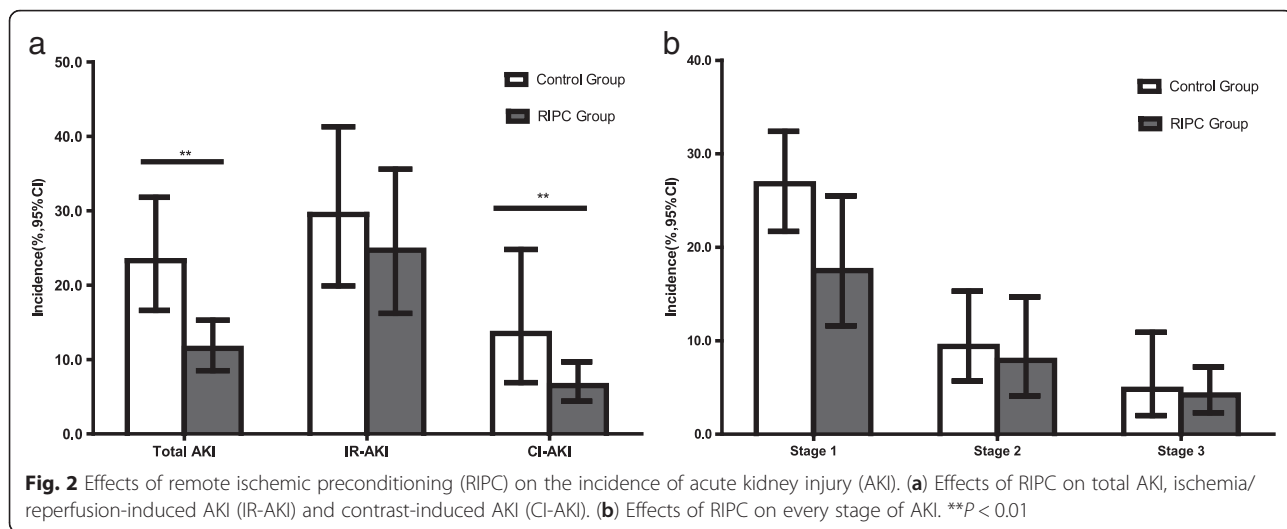 a
50.0
40.0
30.0
20.0
10.0
0.0
Incidence(%,95%CI)
Control Group
RIPC Group
**
**
Total AKI IR-AKI CI-AKI
b
40.0
30.0
20.0
10.0
0.0
Incidence(%,95%CI)
Control Group
RIPC Group
Stage 1 Stage 2 Stage 3
Fig. 2 Effects of remote ischemic preconditioning (RIPC) on the incidence of acute kidney injury (AKI). (a) Effects of RIPC on total AKI, ischemia/
reperfusion-induced AKI (IR-AKI) and contrast-induced AKI (CI-AKI). (b) Effects of RIPC on every stage of AKI. **P < 0.01